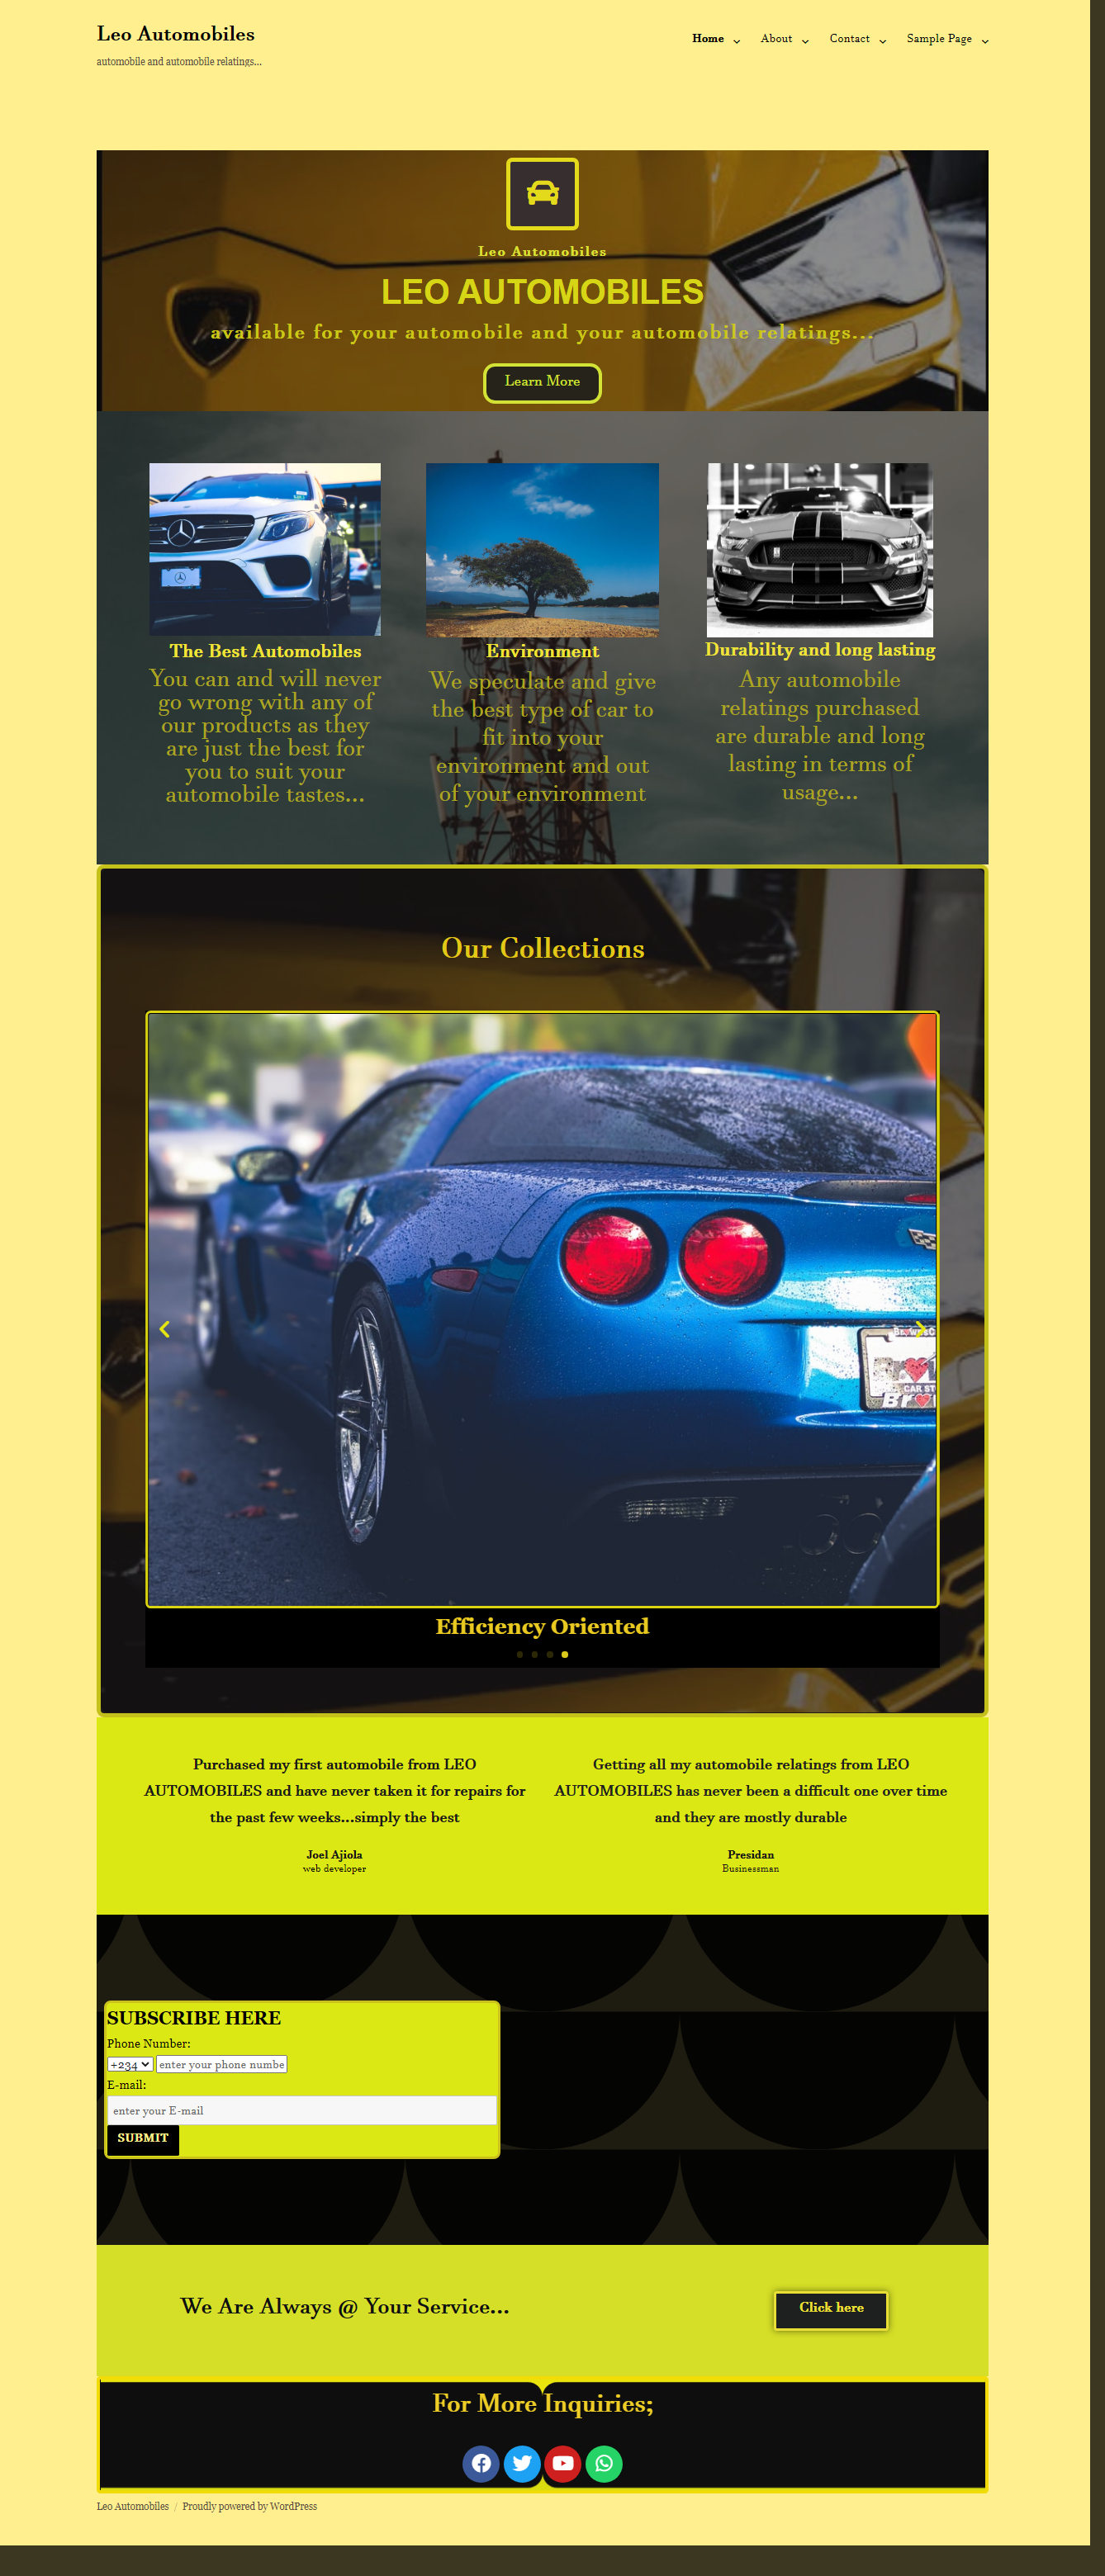 Leo Automobiles
automobile and automobile relatings...
Home
About
Contact
Sample Page
Leo Automobiles
LEO AUTOMOBILES
available for your automobile and your automobile relatings...
Learn More
The Best Automobiles
You can and will never
go wrong with any of
our products as they
are just the best for
you to suit your
automobile tastes...
Environment
We speculate and give
the best type of car to
fit into your
environment and out
of your environment
Durability and long lasting
Any automobile
relatings purchased
are durable and long
lasting in terms of
usage...
Our Collections
CAR ST
Efficiency Oriented
Purchased my first automobile from LEO
AUTOMOBILES and have never taken it for repairs for
the past few weeks...simply the best
Joel Ajiola
web developer
Getting all my automobile relatings from LEO
AUTOMOBILES has never been a difficult one over time
and they are mostly durable
Presidan
Businessman
SUBSCRIBE HERE
Phone Number:
+234 enter your phone numbe
E-mail:
enter your E-mail
SUBMIT
We Are Always @ Your Service...
Click here
For More Inquiries;
Leo Automobiles / Proudly powered by WordPress